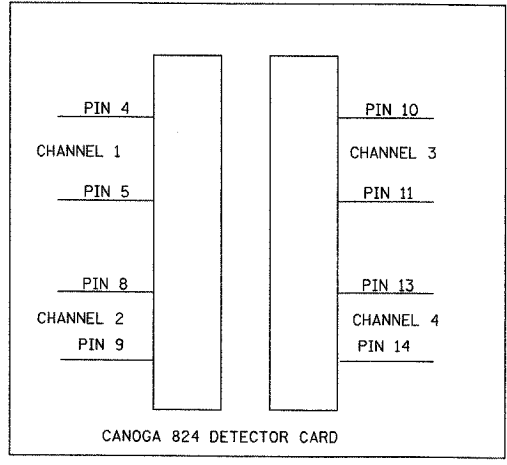 PIN 4
PIN 10
CHANNEL 1
CHANNEL 3
PIN 5
PIN 11
PIN 8
PIN 13
CHANNEL 2
CHANNEL 4
PIN 9
PIN 14
CANOGA 824 DETECTOR CARD